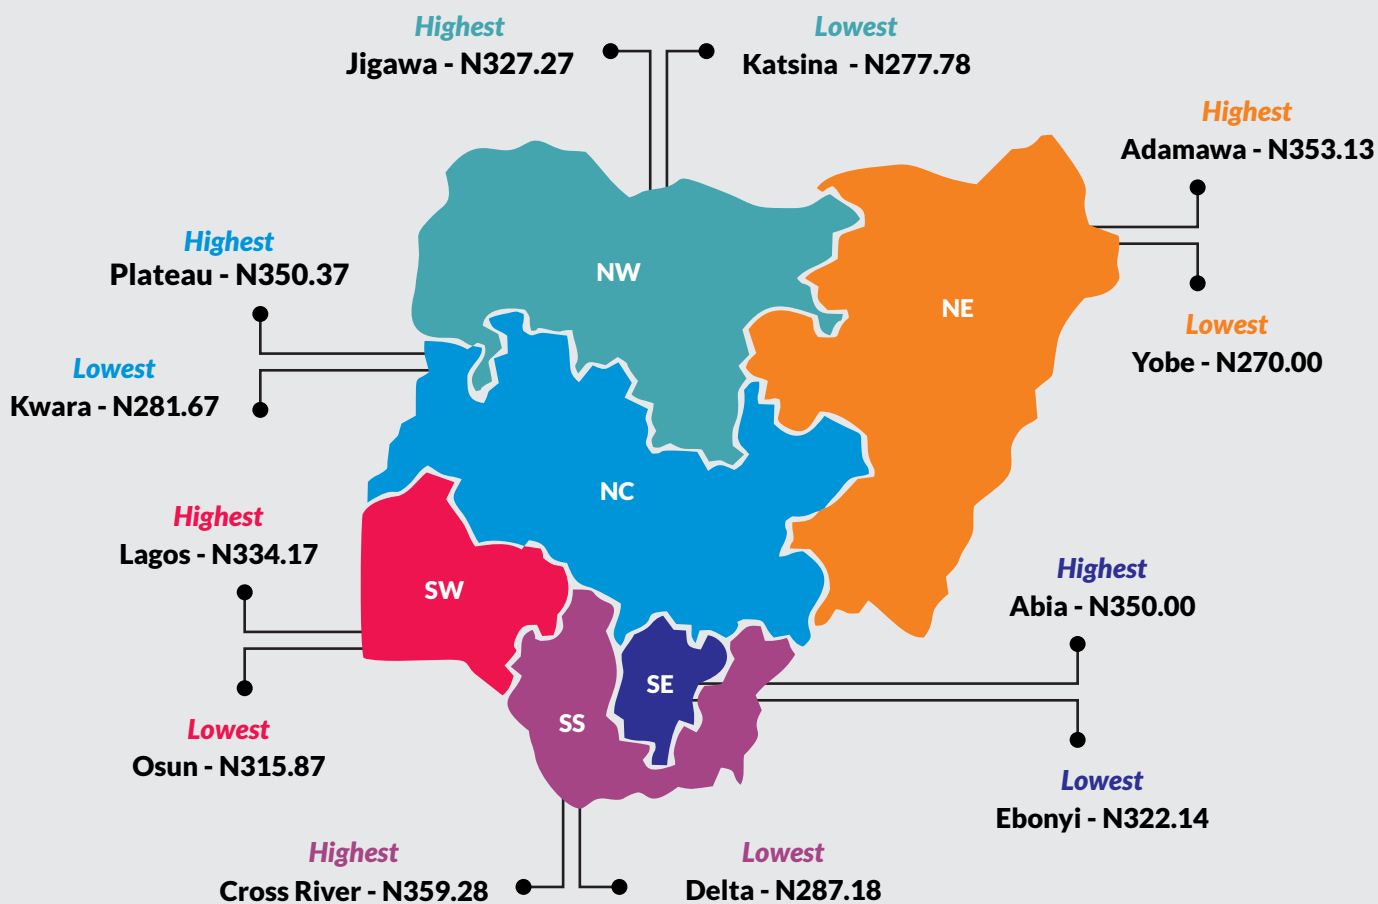 Highest
Jigawa - N327.27
Lowest
Katsina - N277.78
Highest
Adamawa - N353.13
Lowest
Yobe - N270.00
Highest
Plateau - N350.37
Lowest
Kwara - N281.67
NW
NE
NC
Highest
Lagos - N334.17
Lowest
Osun - N315.87
SW
SS
SE
Highest
Abia - N350.00
Lowest
Ebonyi - N322.14
Highest
Cross River - N359.28
Lowest
Delta - N287.18